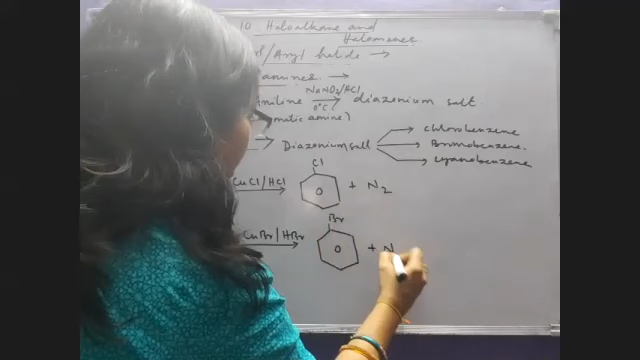 10 Haloalkane and
Haloarenes
/Aryl halide →
amines →
Aniline NaNO2/HCl 0°C diazonium salt
matic amine)
→ Diazonium salt
chlorobenzene
Bromobenzene.
cyanobenzene
CuCl/HCl Cl + N2
CuBr/HBr Br + N